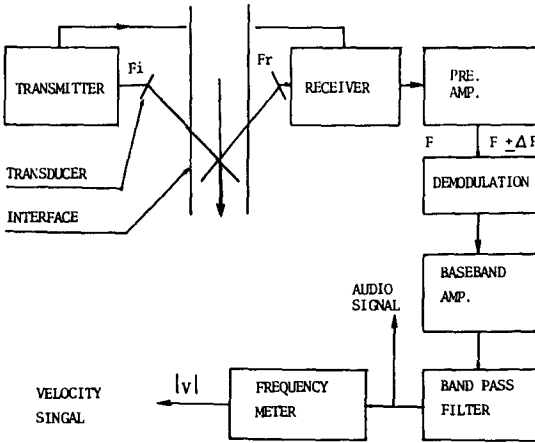 Fi
Fr
TRANSMITTER
RECEIVER
PRE.
AMP.
F
F ±ΔF
TRANSDUCER
DEMODULATION
INTERFACE
BASEBAND
AMP.
AUDIO
SIGNAL
VELOCITY
SINGAL
|v|
FREQUENCY
METER
BAND PASS
FILTER